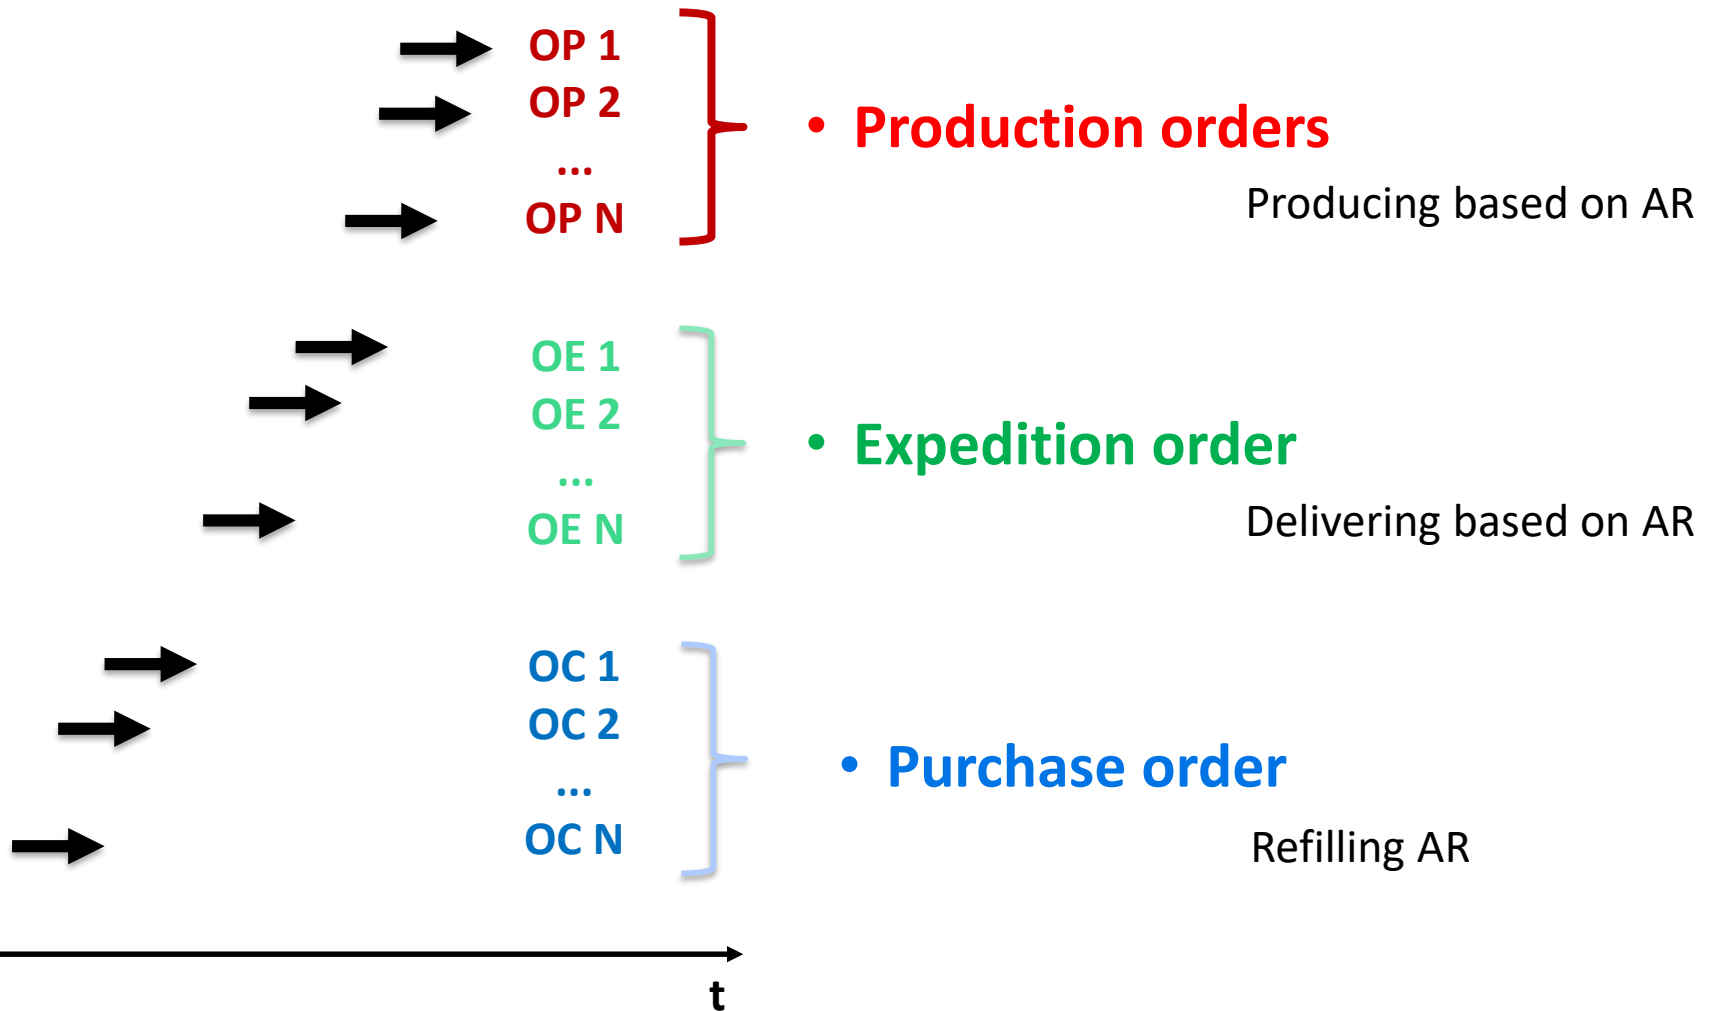 OP 1
OP 2
...
OP N
• Production orders
Producing based on AR
OE 1
OE 2
...
OE N
• Expedition order
Delivering based on AR
OC 1
OC 2
...
OC N
• Purchase order
Refilling AR
t